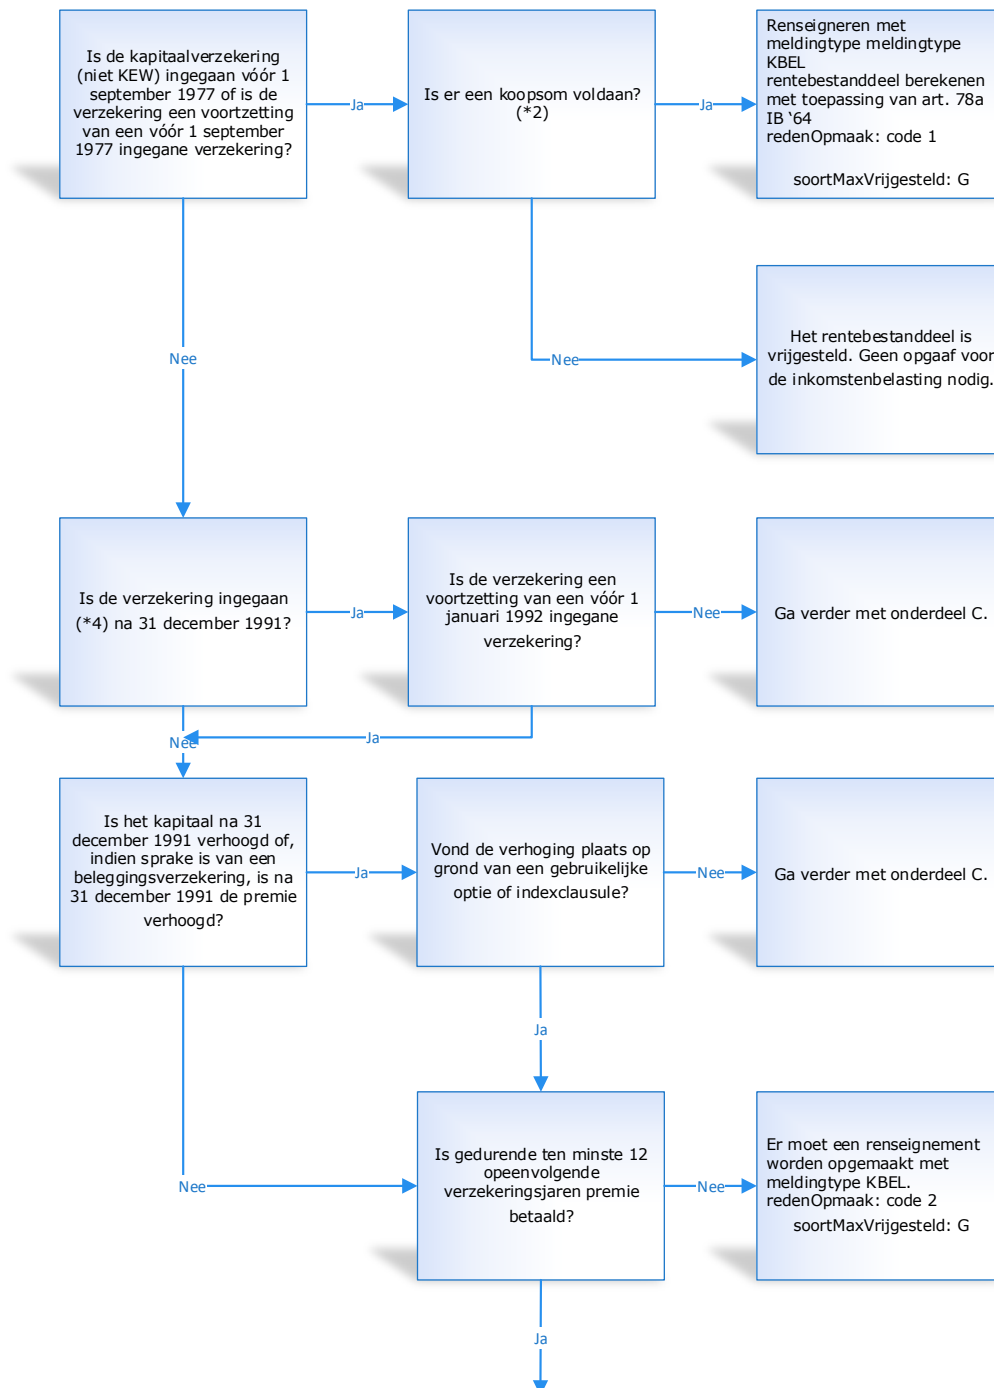 Is de kapitaalverzekering
(niet KEW) ingegaan vóór 1
september 1977 of is de
verzekering een voortzetting
van een vóór 1 september
1977 ingegane verzekering?
Ja
Is er een koopsom voldaan?
(*2)
Ja
Renseigneren met
meldingtype meldingtype
KBEL
rentebestanddeel berekenen
met toepassing van art. 78a
IB ‘64
redenOpmaak: code 1
soortMaxVrijgesteld: G
Nee
Nee
Het rentebestanddeel is
vrijgesteld. Geen opgaaf voor
de inkomstenbelasting nodig.
Is de verzekering ingegaan
(*4) na 31 december 1991?
Ja
Is de verzekering een
voortzetting van een vóór 1
januari 1992 ingegane
verzekering?
Nee
Ga verder met onderdeel C.
Nee
Ja
Is het kapitaal na 31
december 1991 verhoogd of,
indien sprake is van een
beleggingsverzekering, is na
31 december 1991 de premie
verhoogd?
Ja
Vond de verhoging plaats op
grond van een gebruikelijke
optie of indexclausule?
Nee
Ga verder met onderdeel C.
Ja
Nee
Is gedurende ten minste 12
opeenvolgende
verzekeringsjaren premie
betaald?
Nee
Er moet een renseignement
worden opgemaakt met
meldingtype KBEL.
redenOpmaak: code 2
soortMaxVrijgesteld: G
Ja